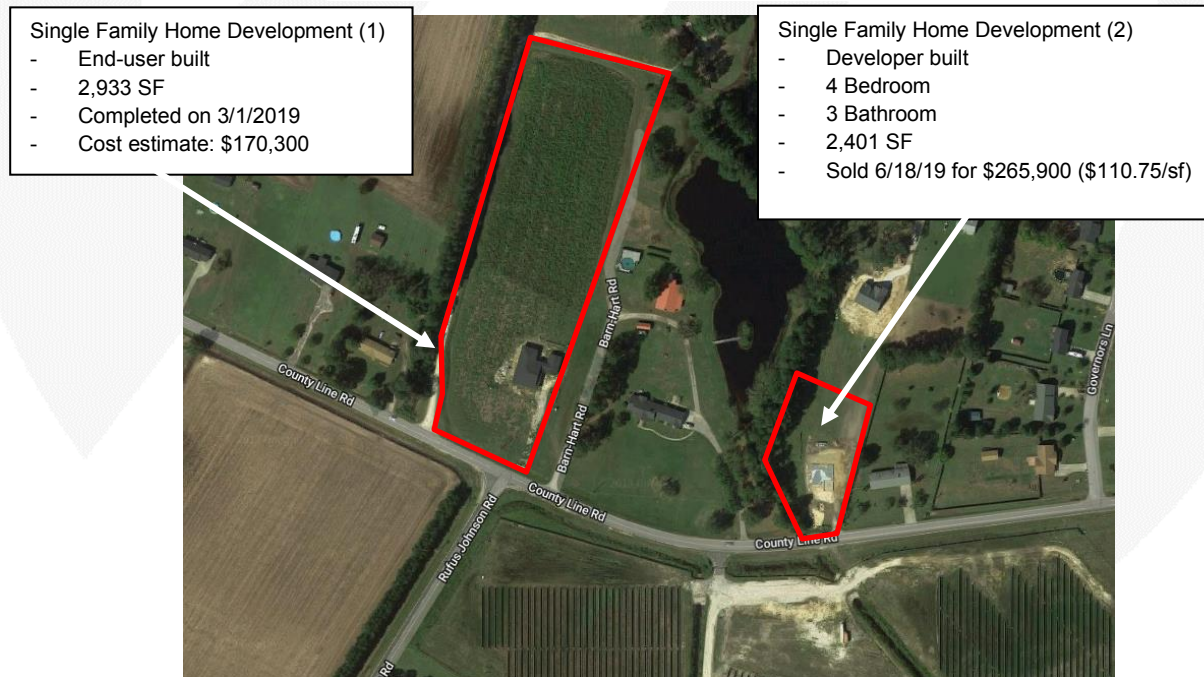 Single Family Home Development (1)
- End-user built
- 2,933 SF
- Completed on 3/1/2019
- Cost estimate: $170,300
Single Family Home Development (2)
- Developer built
- 4 Bedroom
- 3 Bathroom
- 2,401 SF
- Sold 6/18/19 for $265,900 ($110.75/sf)
County Line Rd
Barn-Hart Rd
Governors Ln
Barn-Hart Rd
County Line Rd
County Line Rd
Rufus Johnson Rd
Rd